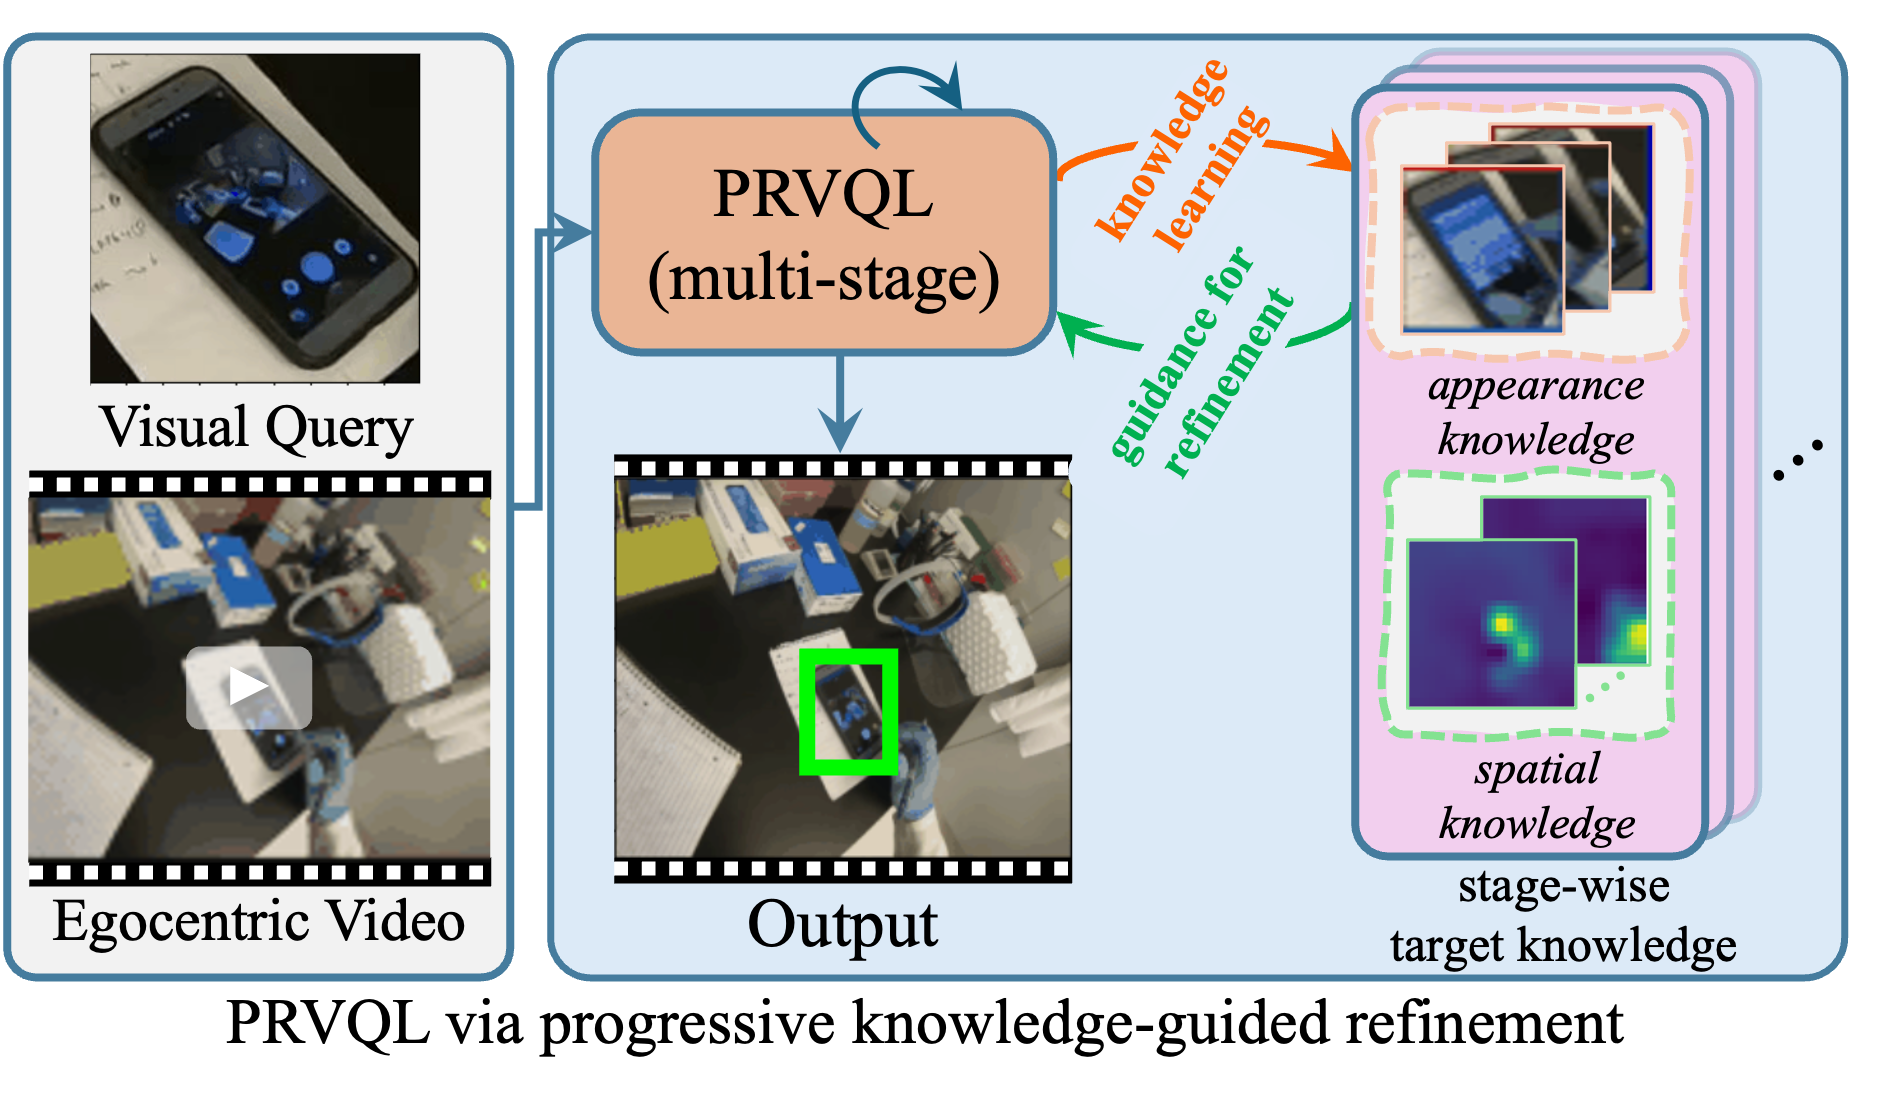 Visual Query
Egocentric Video
PRVQL
(multi-stage)
knowledge
learning
guidance for
refinement
Output
appearance
knowledge
spatial
knowledge
stage-wise
target knowledge
PRVQL via progressive knowledge-guided refinement